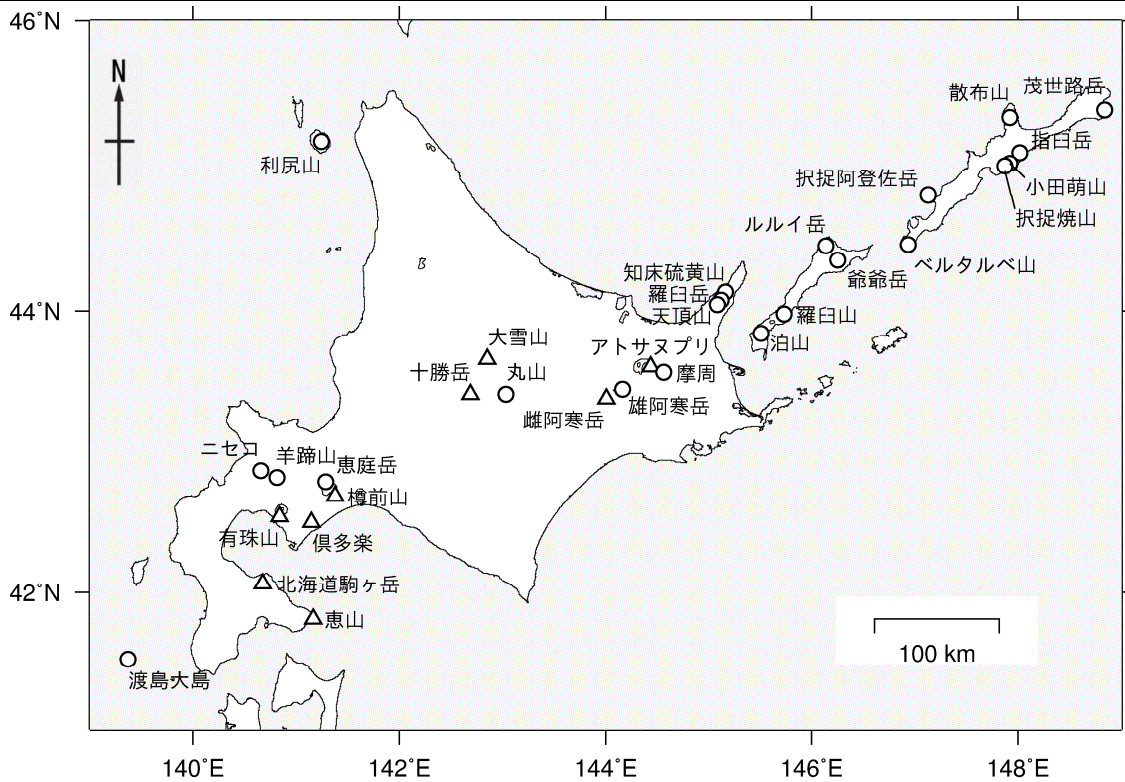 46°N
N
茂世路岳
散布山
指臼岳
利尻山
択捉阿登佐岳
小田萌山
択捉焼山
ルルイ岳
ベルタルベ山
知床硫黄山
爺爺岳
羅臼岳
44°N
天頂山
羅臼山
大雪山
アトサヌプリ
泊山
十勝岳
丸山
摩周
雌阿寒岳
雄阿寒岳
ニセコ
羊蹄山
恵庭岳
樽前山
有珠山
倶多楽
42°N
北海道駒ヶ岳
恵山
100 km
渡島大島
140°E
142°E
144°E
146°E
148°E